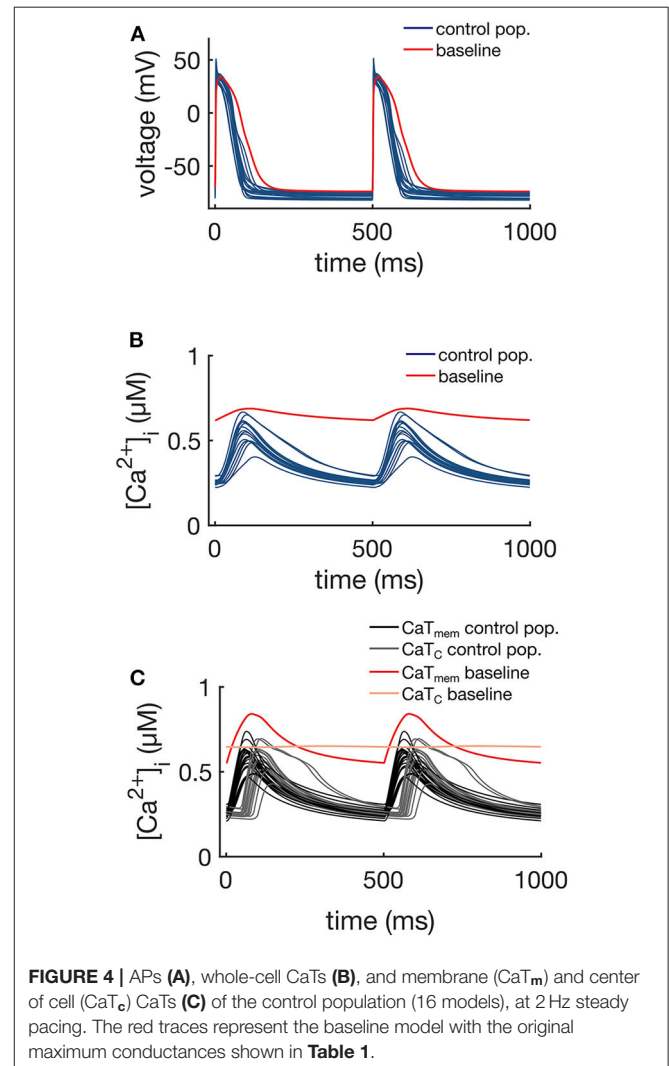 A
control pop.
baseline
voltage (mV)
50
0
-50
0
500
1000
time (ms)
B
control pop.
baseline
[Ca²⁺]ᵢ (µM)
1
0.5
0
0
500
1000
time (ms)
CaTmem control pop.
CaTC control pop.
CaTmem baseline
CaTC baseline
C
[Ca²⁺]ᵢ (µM)
1
0.5
0
0
500
1000
time (ms)
FIGURE 4 | APs (A), whole-cell CaTs (B), and membrane (CaTm) and center
of cell (CaTc) CaTs (C) of the control population (16 models), at 2 Hz steady
pacing. The red traces represent the baseline model with the original
maximum conductances shown in Table 1.